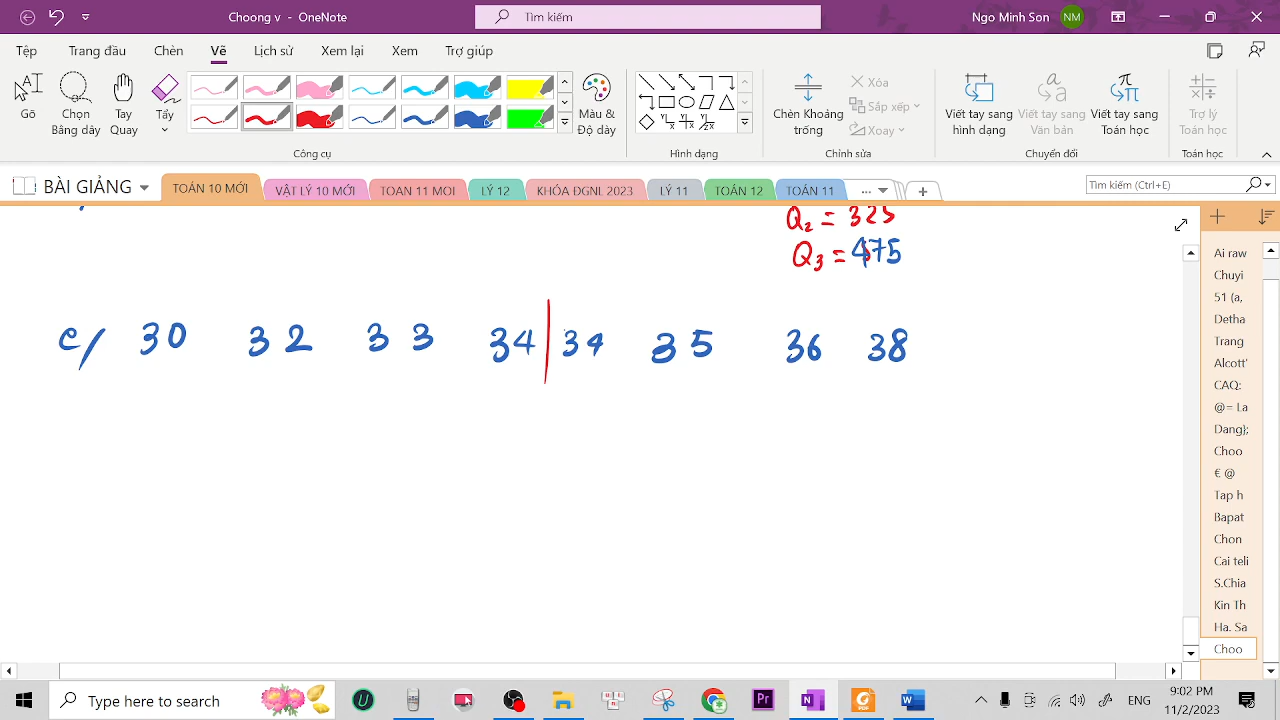 Choong v - OneNote
Tìm kiếm
Ngo Minh Son NM
Tệp Trang đầu Chèn Vẽ Lịch sử Xem lại Xem Trợ giúp
Gõ
Chọn Bằng dây
Tay Quay
Tẩy
Màu & Độ dày
Chèn Khoảng trống
Xóa
Sắp xếp
Xoay
Viết tay sang hình dạng
Viết tay sang Văn bản
Viết tay sang Toán học
Trợ lý Toán học
Công cụ Hình dạng Chỉnh sửa Chuyển đổi Toán học
BÀI GIẢNG TOÁN 10 MỚI VẬT LÝ 10 MỚI TOAN 11 MOI LÝ 12 KHÓA ĐGNL 2023 LÝ 11 TOÁN 12 TOÁN 11 ... +
Tìm kiếm (Ctrl+E)
Q2 = 325
Q3 = 475
c/ 30 32 33 34 | 34 35 36 38
Ai raw
Chuyi
51 (a,
Trang
Alcott'
CAQ:
@= La
Dang};
Choo
€ @
Tap h
Bapat
Chon
Cai teli
S.Cha
Kin Th
Ha. Sa
Choo
Type here to search
ENG
9:02 PM
11/2/2023